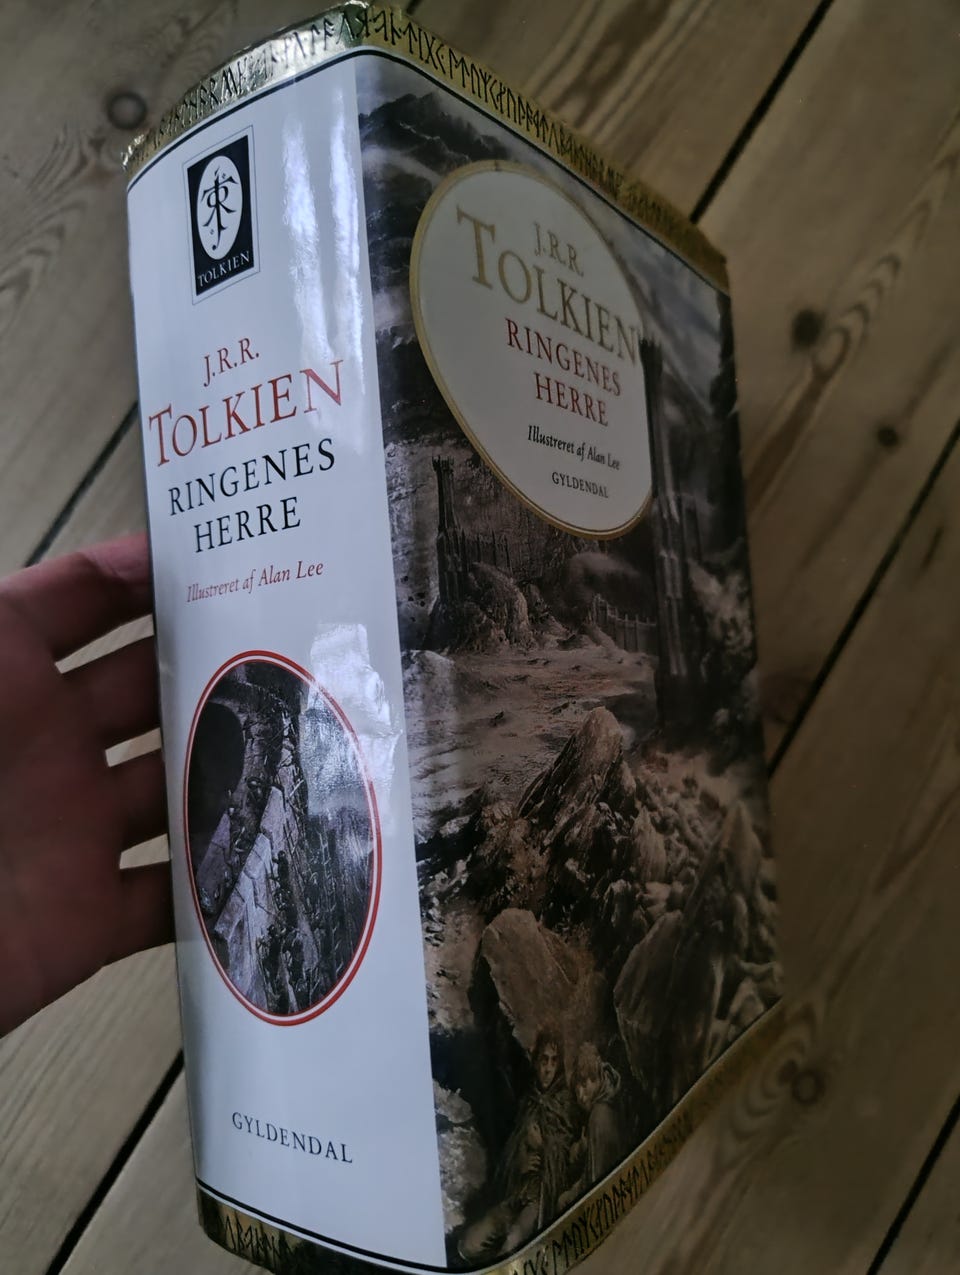 TOLKIEN
J.R.R.
TOLKIEN
RINGENES
HERRE
Illustreret af Alan Lee
GYLDENDAL
J.R.R.
TOLKIEN
RINGENES
HERRE
Illustreret af Alan Lee
GYLDENDAL